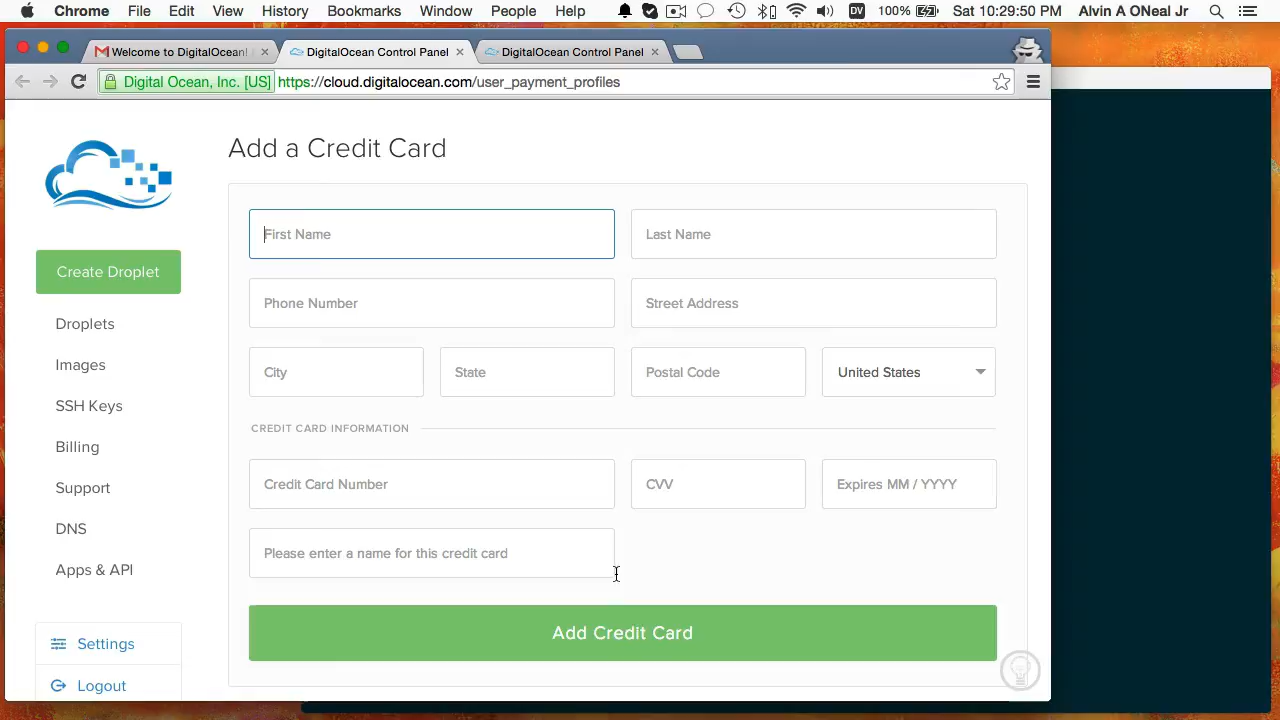 Chrome File Edit View History Bookmarks Window People Help DV 100% Sat 10:29:50 PM Alvin A ONeal Jr
Welcome to DigitalOcean! DigitalOcean Control Panel DigitalOcean Control Panel
Digital Ocean, Inc. [US] https://cloud.digitalocean.com/user_payment_profiles
Add a Credit Card
First Name Last Name
Create Droplet
Phone Number Street Address
Droplets
Images
City State Postal Code United States
SSH Keys
CREDIT CARD INFORMATION
Billing
Credit Card Number CVV Expires MM / YYYY
Support
DNS
Please enter a name for this credit card
Apps & API
Add Credit Card
Settings
Logout